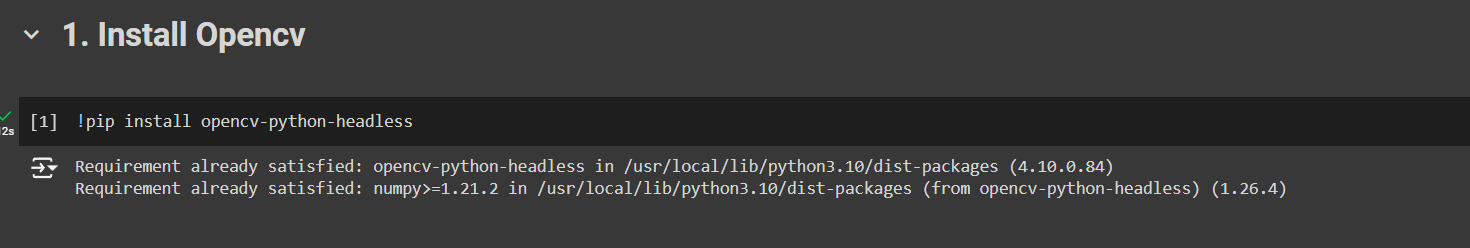 1. Install Opencv
[1] !pip install opencv-python-headless
12s
Requirement already satisfied: opencv-python-headless in /usr/local/lib/python3.10/dist-packages (4.10.0.84)
Requirement already satisfied: numpy>=1.21.2 in /usr/local/lib/python3.10/dist-packages (from opencv-python-headless) (1.26.4)